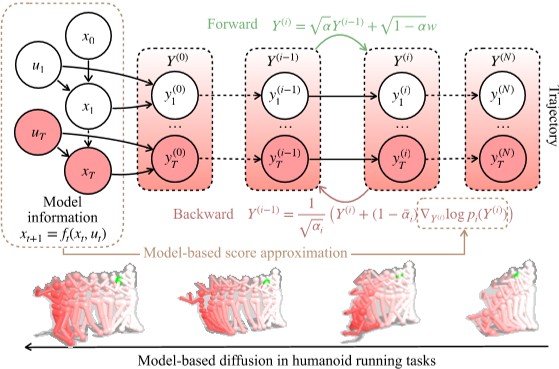 Forward Y^(i) = √α Y^(i−1) + √1 − α w
x_0
u_1
x_1
u_T
x_T
Y^(0) Y^(i−1) Y^(i) Y^(N)
y_1^(0) y_1^(i−1) y_1^(i) y_1^(N)
... ... ... ...
y_T^(0) y_T^(i−1) y_T^(i) y_T^(N)
Trajectory
Model
information
x_{t+1} = f_t(x_t, u_t)
Backward Y^(i−1) = 1/√α_i (Y^(i) + (1 − ᾱ_i) ∇_{Y^(i)} log p_i(Y^(i)))
Model-based score approximation
Model-based diffusion in humanoid running tasks